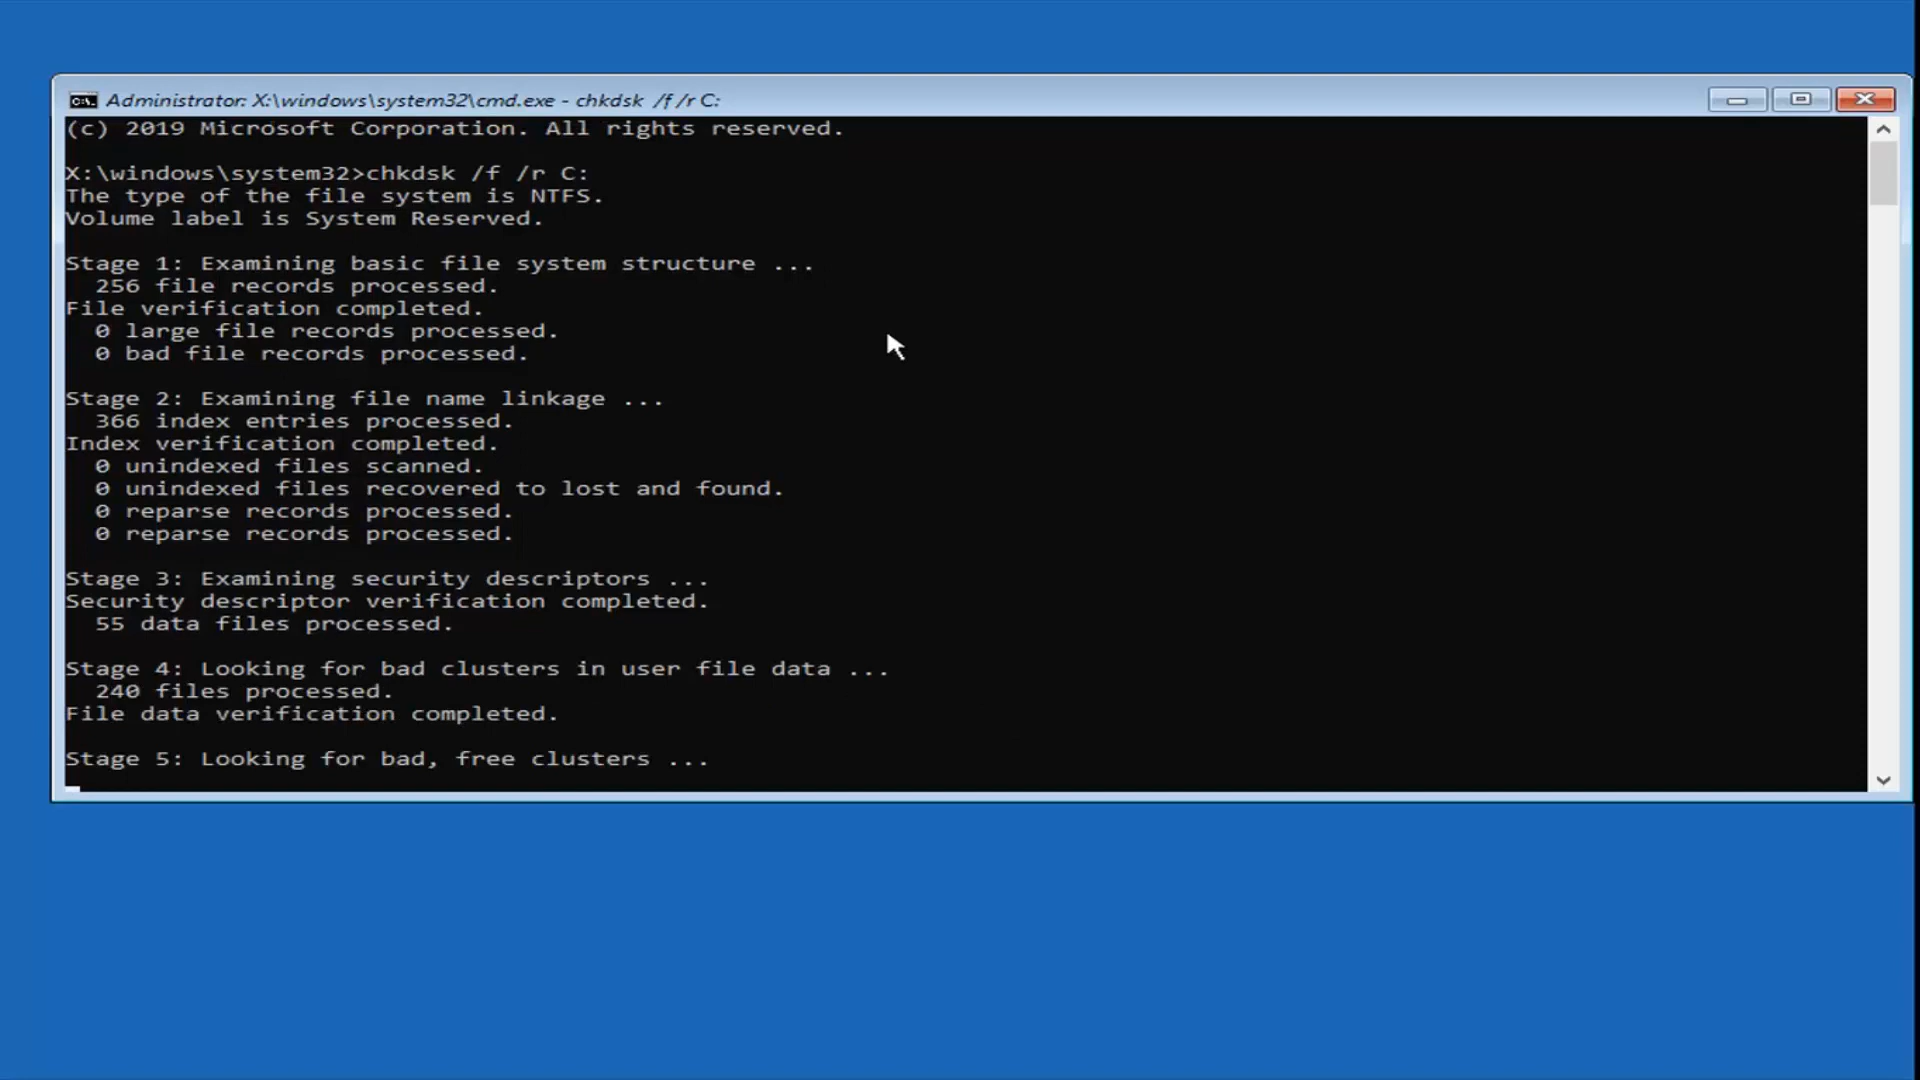 Administrator: X:\windows\system32\cmd.exe - chkdsk /f /r C:
(c) 2019 Microsoft Corporation. All rights reserved.
X:\windows\system32>chkdsk /f /r C:
The type of the file system is NTFS.
Volume label is System Reserved.
Stage 1: Examining basic file system structure ...
256 file records processed.
File verification completed.
0 large file records processed.
0 bad file records processed.
Stage 2: Examining file name linkage ...
366 index entries processed.
Index verification completed.
0 unindexed files scanned.
0 unindexed files recovered to lost and found.
0 reparse records processed.
0 reparse records processed.
Stage 3: Examining security descriptors ...
Security descriptor verification completed.
55 data files processed.
Stage 4: Looking for bad clusters in user file data ...
240 files processed.
File data verification completed.
Stage 5: Looking for bad, free clusters ...